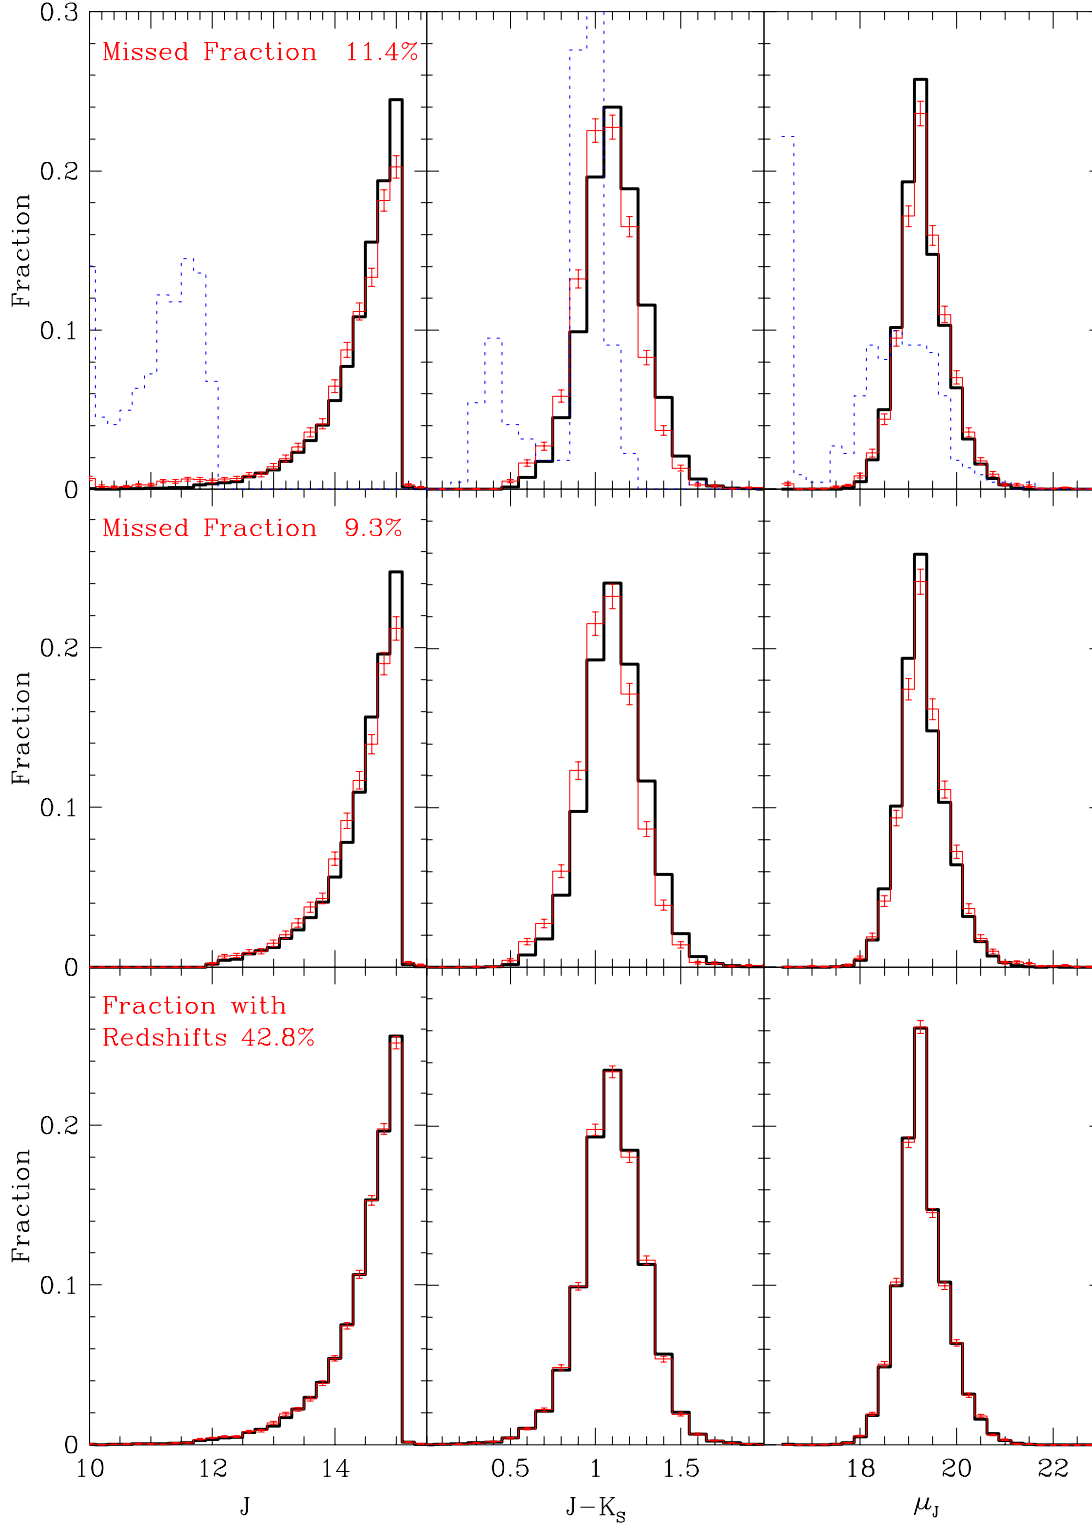 0.3
Missed Fraction 11.4%
0.2
Fraction
0.1
0
Missed Fraction 9.3%
0.2
Fraction
0.1
0
Fraction with
Redshifts 42.8%
0.2
Fraction
0.1
0
10 12 14 0.5 1 1.5 18 20 22
J J−K_S μ_J